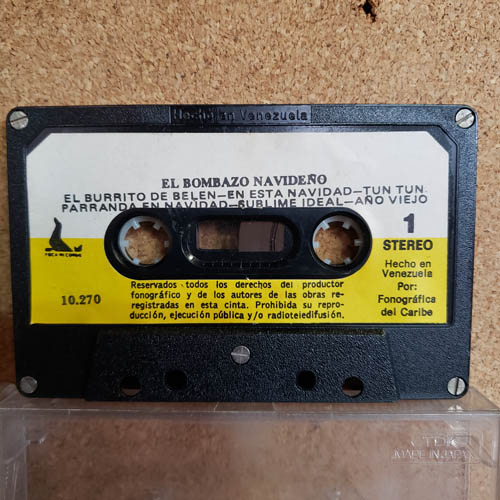 Hecho en Venezuela
EL BOMBAZO NAVIDEÑO
EL BURRITO DE BELEN—EN ESTA NAVIDAD—TUN TUN
PARRANDA EN NAVIDAD—SUBLIME IDEAL—AÑO VIEJO
1
STEREO
10.270
Reservados todos los derechos del productor
fonográfico y de los autores de las obras re-
registradas en esta cinta. Prohibida su repro-
ducción, ejecución pública y/o radioteledifusión.
Hecho en
Venezuela
Por:
Fonográfica
del Caribe
TDK
MADE IN JAPAN